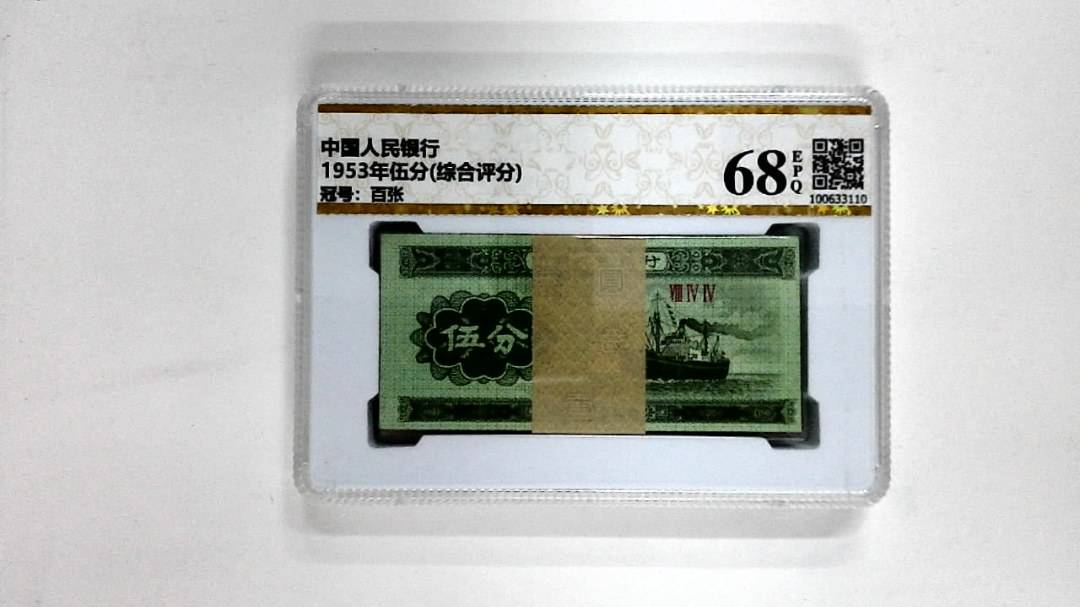 中国人民银行
1953年伍分(综合评分)
冠号：百张
68
EPQ
100633110
VIII IV IV
伍分